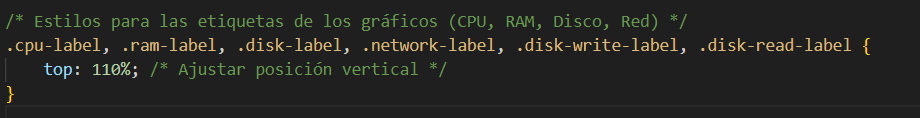 /* Estilos para las etiquetas de los gráficos (CPU, RAM, Disco, Red) */
.cpu-label, .ram-label, .disk-label, .network-label, .disk-write-label, .disk-read-label {
    top: 110%; /* Ajustar posición vertical */
}